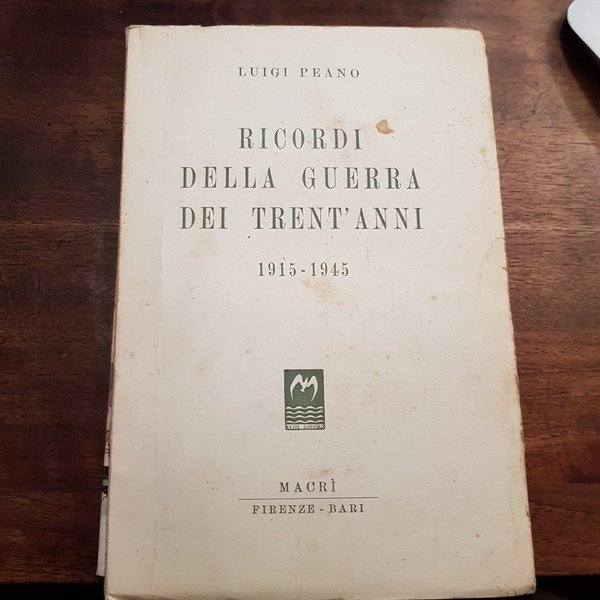 LUIGI PEANO
RICORDI
DELLA GUERRA
DEI TRENT'ANNI
1915-1945
MACRÌ
FIRENZE - BARI